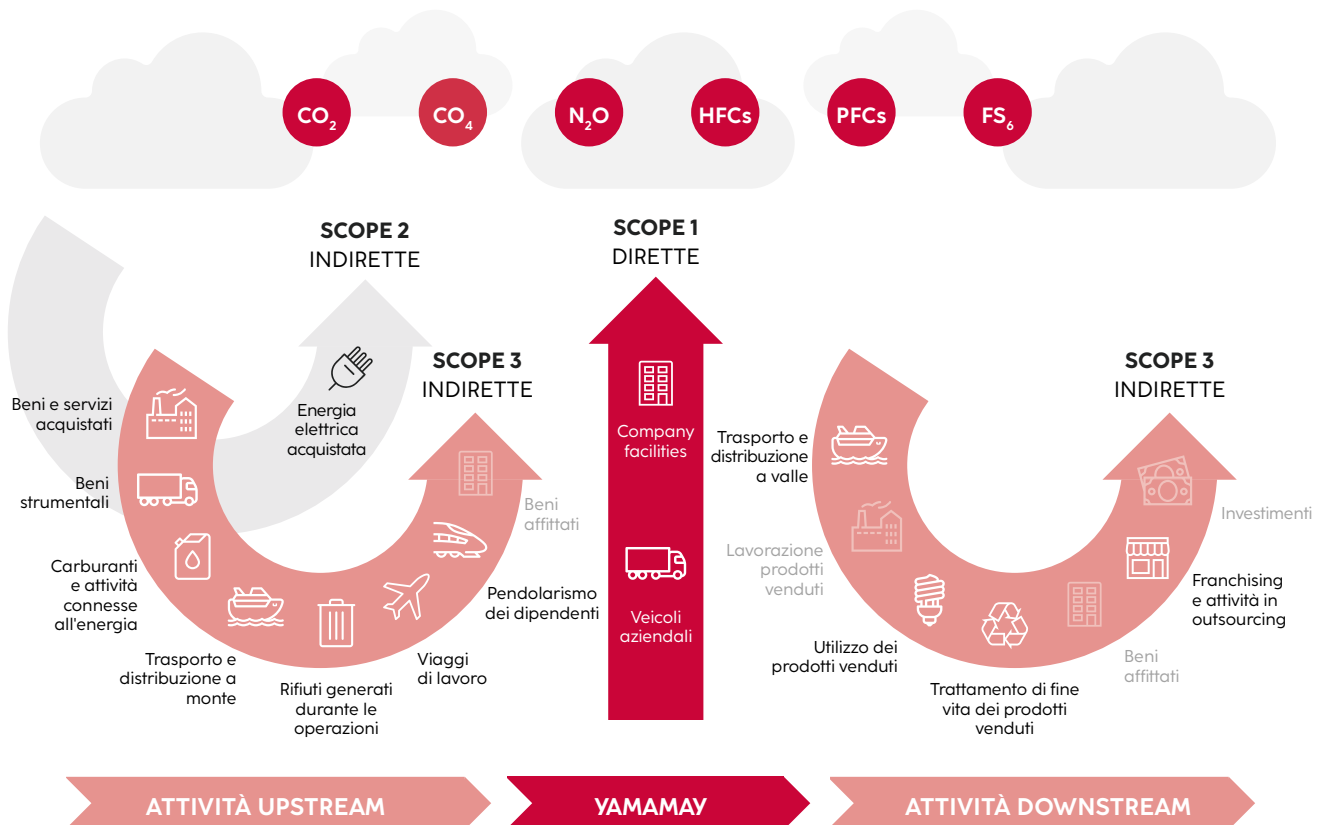 CO₂
CO₄
N₂O
HFCs
PFCs
FS₆
SCOPE 2
INDIRETTE
SCOPE 1
DIRETTE
SCOPE 3
INDIRETTE
SCOPE 3
INDIRETTE
Energia
elettrica
acquistata
Beni e servizi
acquistati
Beni
strumentali
Carburanti
e attività
connesse
all'energia
Trasporto e
distribuzione a
monte
Rifiuti generati
durante le
operazioni
Viaggi
di lavoro
Pendolarismo
dei dipendenti
Beni
affittati
Company
facilities
Veicoli
aziendali
Trasporto e
distribuzione
a valle
Lavorazione
prodotti
venduti
Utilizzo dei
prodotti venduti
Trattamento di fine
vita dei prodotti
venduti
Beni
affittati
Franchising
e attività in
outsourcing
Investimenti
ATTIVITÀ UPSTREAM
YAMAMAY
ATTIVITÀ DOWNSTREAM